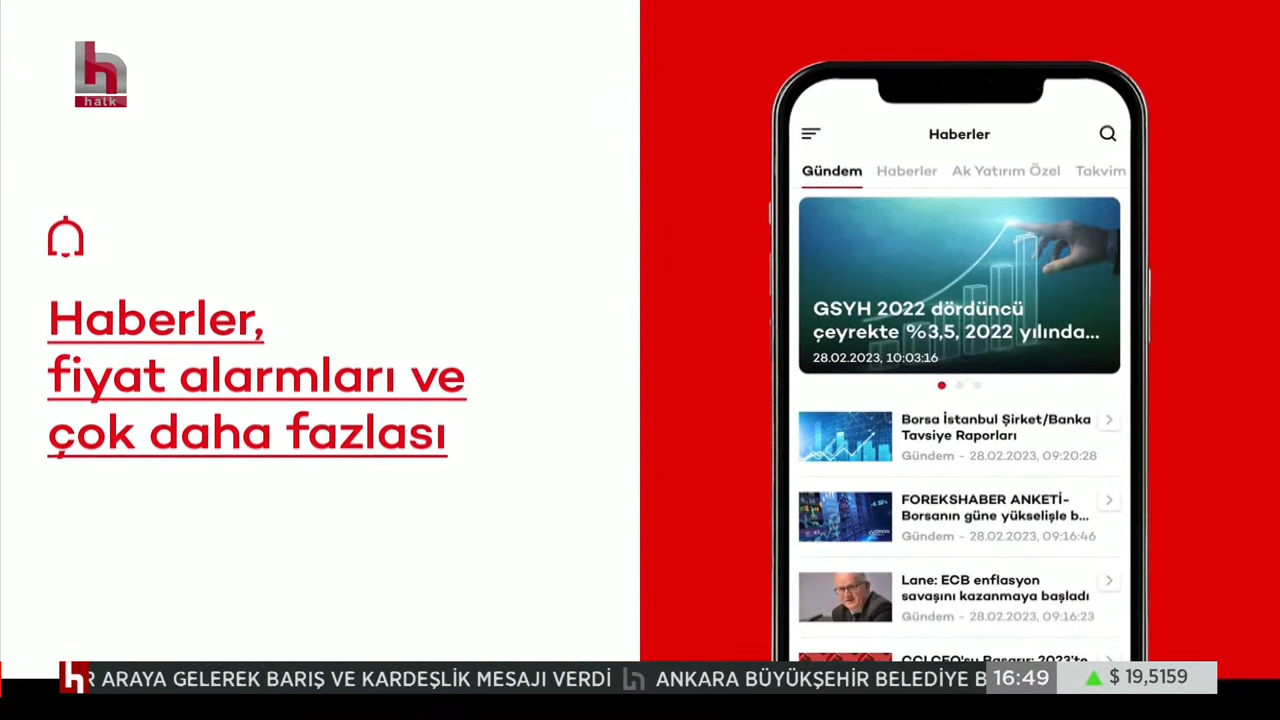 halk
Haberler,
fiyat alarmları ve
çok daha fazlası
Haberler
Gündem Haberler Ak Yatırım Özel Takvim
GSYH 2022 dördüncü
çeyrekte %3,5, 2022 yılında...
28.02.2023, 10:03:16
Borsa İstanbul Şirket/Banka
Tavsiye Raporları
Gündem - 28.02.2023, 09:20:28
FOREKSHABER ANKETİ-
Borsanın güne yükselişle b...
Gündem - 28.02.2023, 09:16:46
Lane: ECB enflasyon
savaşını kazanmaya başladı
Gündem - 28.02.2023, 09:16:23
R ARAYA GELEREK BARIŞ VE KARDEŞLİK MESAJI VERDİ ANKARA BÜYÜKŞEHİR BELEDİYE B 16:49 $ 19,5159